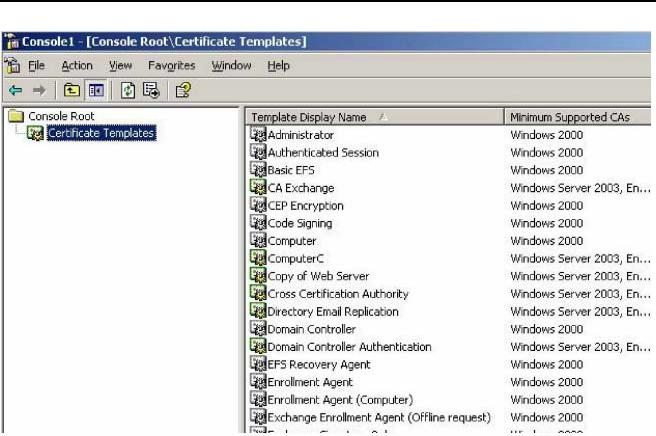 Console1 - [Console Root\Certificate Templates]
File Action View Favorites Window Help
Console Root
Certificate Templates
Template Display Name Minimum Supported CAs
Administrator Windows 2000
Authenticated Session Windows 2000
Basic EFS Windows 2000
CA Exchange Windows Server 2003, En...
CEP Encryption Windows 2000
Code Signing Windows 2000
Computer Windows 2000
ComputerC Windows Server 2003, En...
Copy of Web Server Windows Server 2003, En...
Cross Certification Authority Windows Server 2003, En...
Directory Email Replication Windows Server 2003, En...
Domain Controller Windows 2000
Domain Controller Authentication Windows Server 2003, En...
EFS Recovery Agent Windows 2000
Enrollment Agent Windows 2000
Enrollment Agent (Computer) Windows 2000
Exchange Enrollment Agent (Offline request) Windows 2000